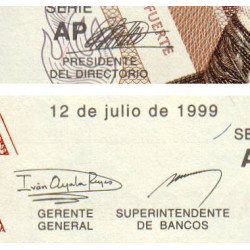 SERIE
AP
FUERTE
PRESIDENTE
DEL DIRECTORIO
12 de julio de 1999
SE
A
Iván Ayala Reyes
GERENTE
GENERAL
SUPERINTENDENTE
DE BANCOS